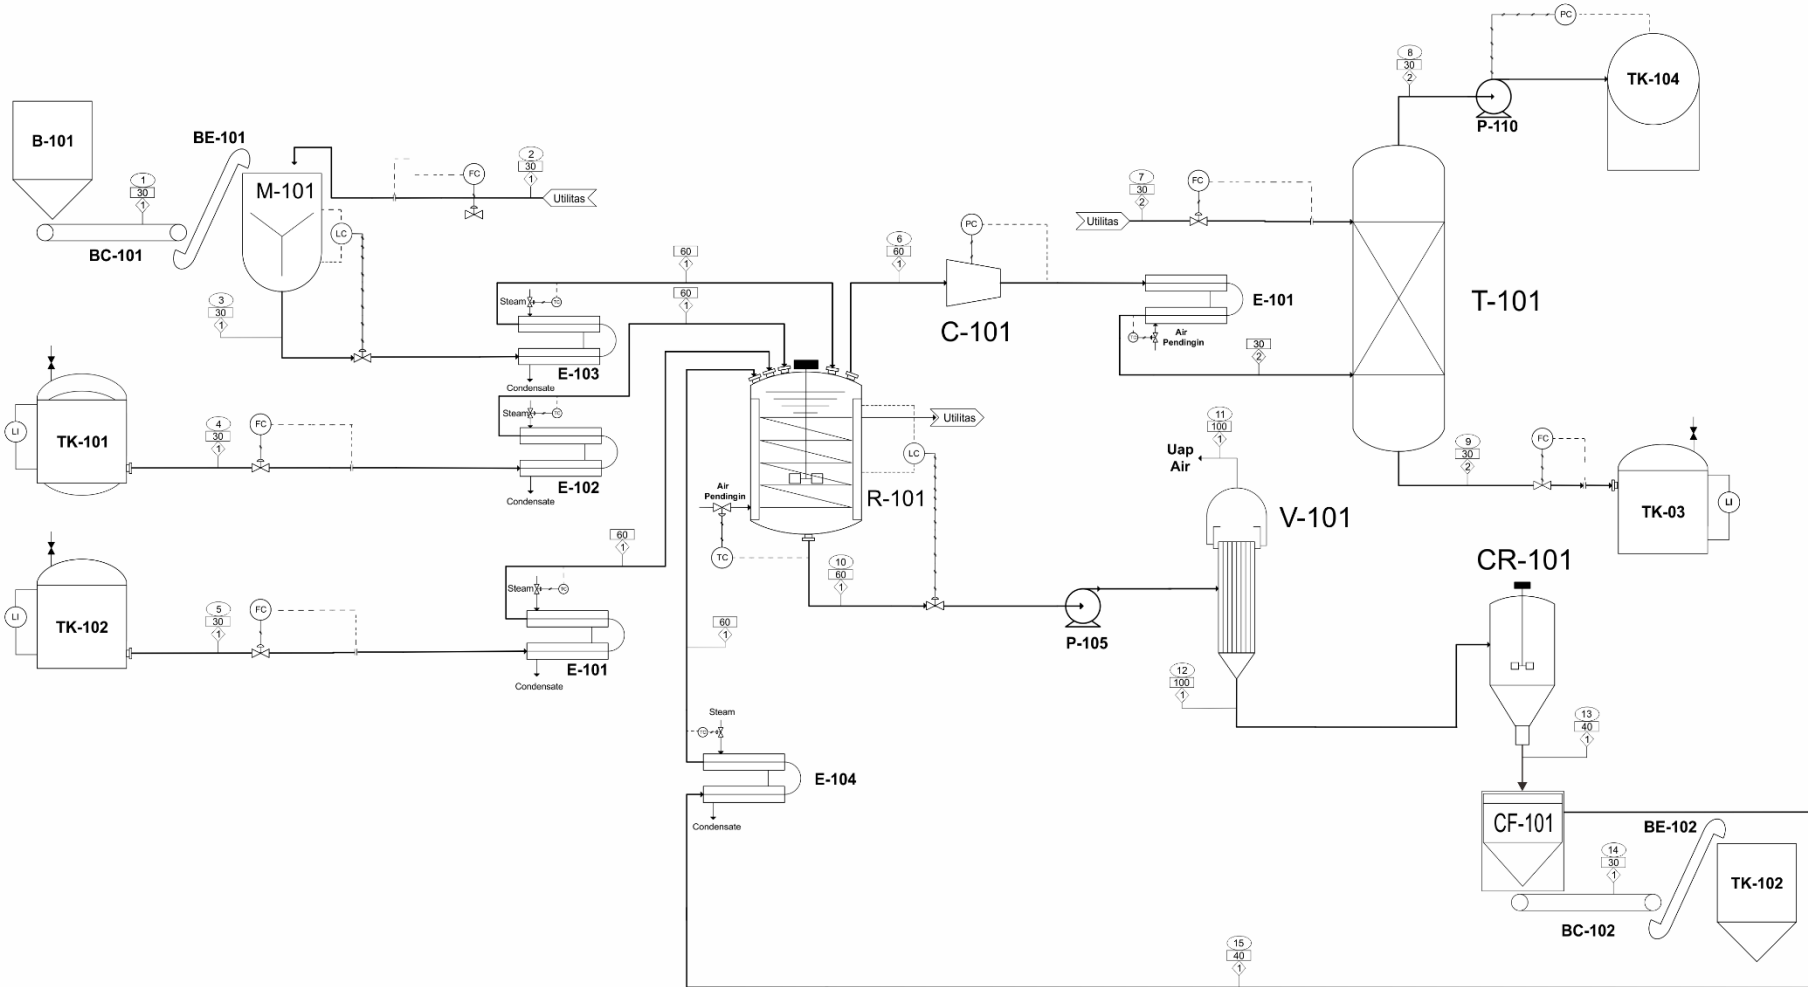 8
30
2
PC
TK-104
P-110
B-101
BE-101
1
30
1
BC-101
M-101
LC
FC
2
30
1
Utilitas
3
30
1
7
30
2
Utilitas
FC
T-101
60
1
60
1
Steam
TC
E-103
Condensate
6
60
1
PC
C-101
E-101
TC
Air
Pendingin
30
2
LI
TK-101
4
30
1
FC
Steam
TC
E-102
Condensate
Utilitas
LC
R-101
Air
Pendingin
TC
11
100
1
Uap
Air
V-101
9
30
2
FC
TK-03
LI
LI
TK-102
5
30
1
FC
60
1
Steam
TC
E-101
Condensate
10
60
1
P-105
60
1
CR-101
12
100
1
13
40
1
Steam
TC
E-104
Condensate
CF-101
BE-102
14
30
1
BC-102
TK-102
15
40
1